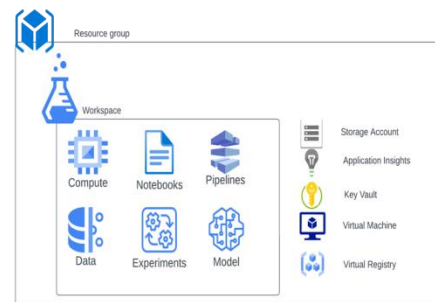 Resource group
Workspace
Compute
Notebooks
Pipelines
Data
Experiments
Model
Storage Account
Application Insights
Key Vault
Virtual Machine
Virtual Registry